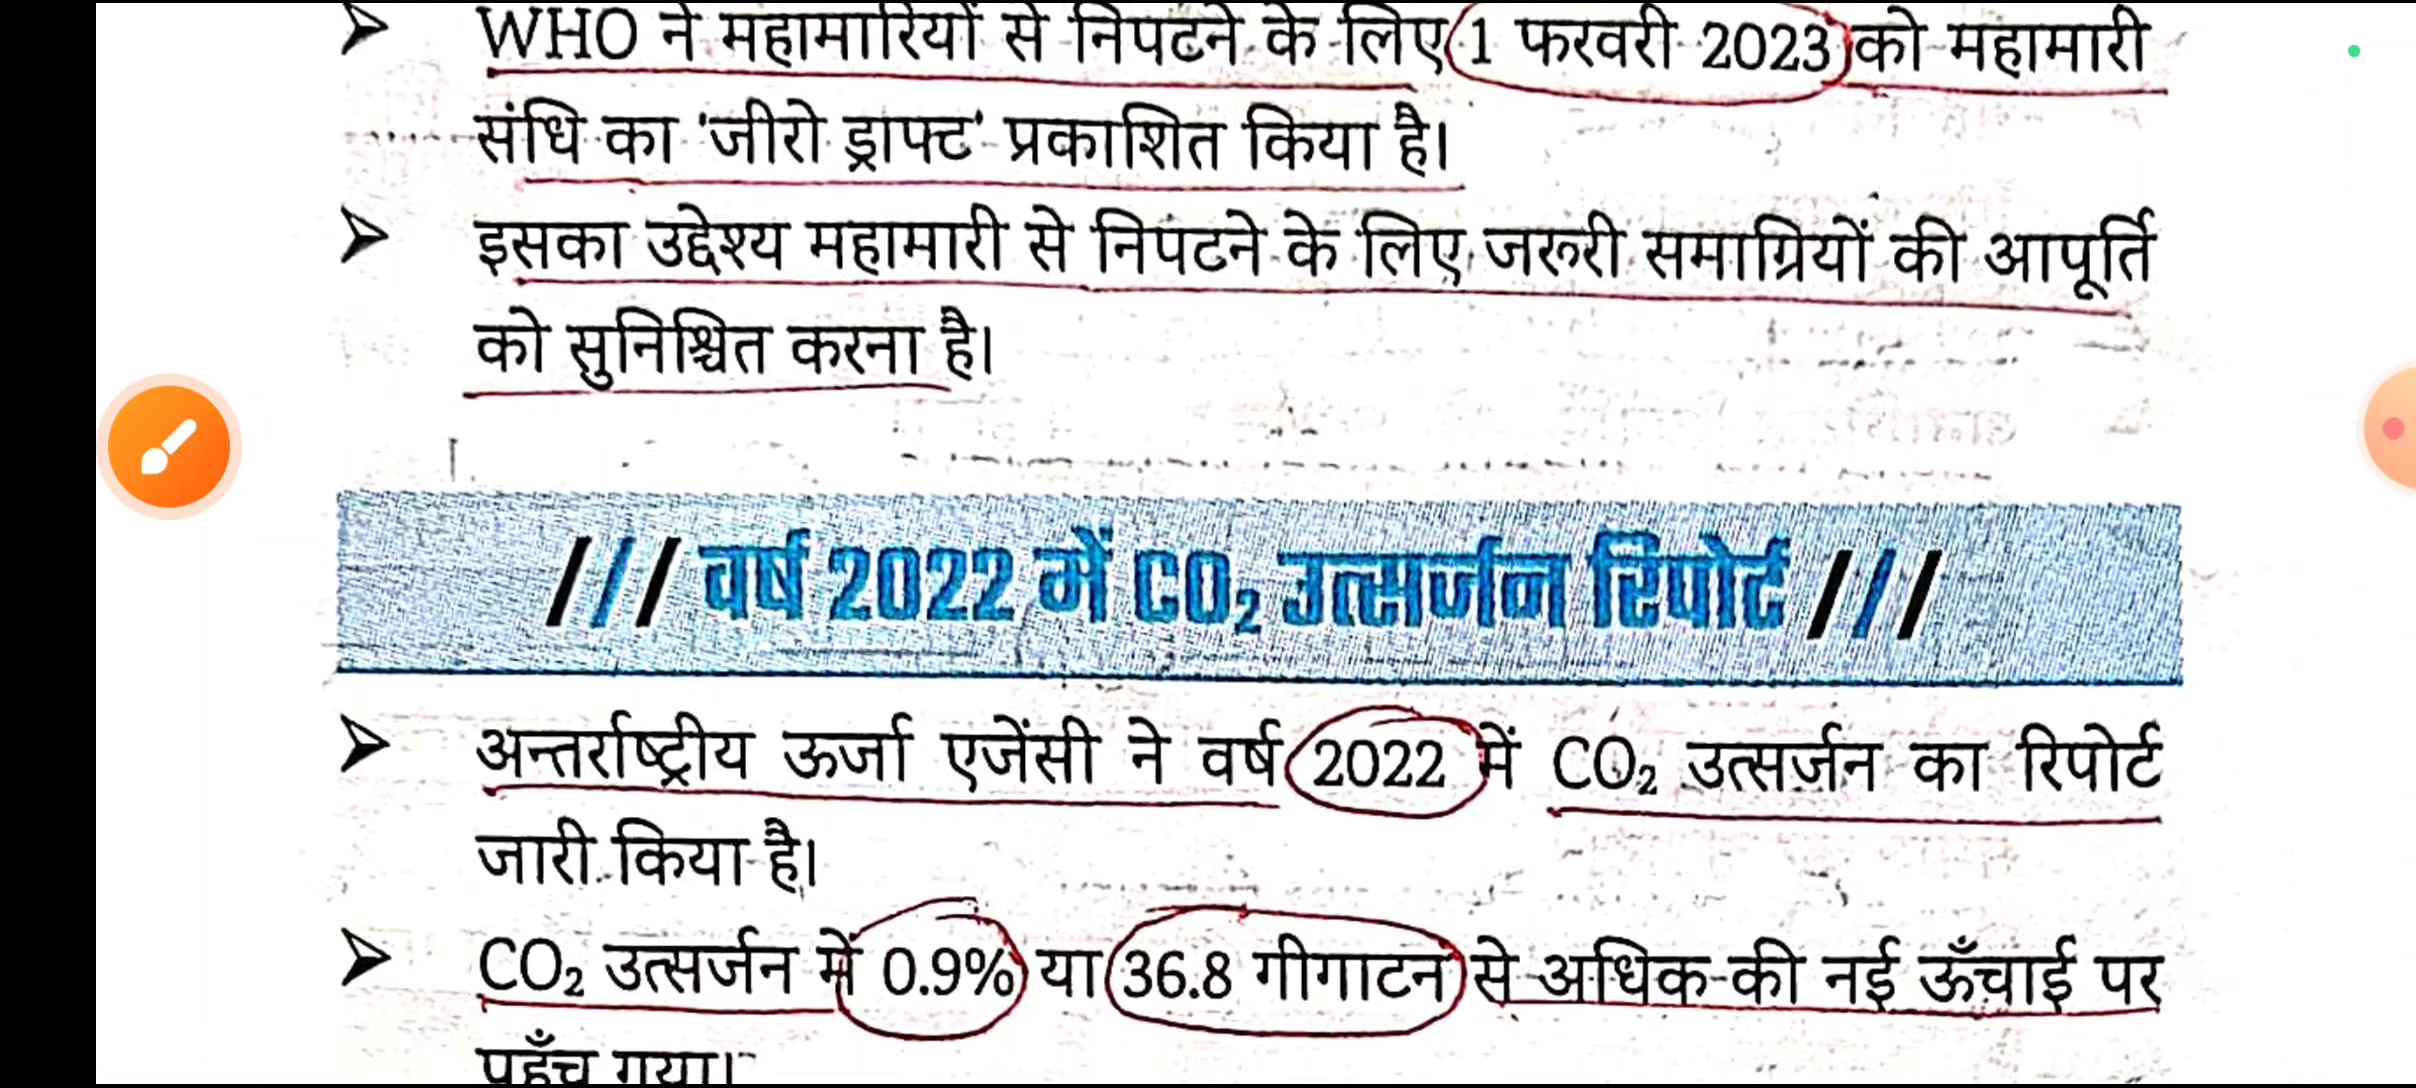 WHO ने महामारियों से निपटने के लिए 1 फरवरी 2023 को महामारी
संधि का 'जीरो ड्राफ्ट' प्रकाशित किया है।
इसका उद्देश्य महामारी से निपटने के लिए जरूरी समाग्रियों की आपूर्ति
को सुनिश्चित करना है।
/// वर्ष 2022 में CO₂ उत्सर्जन रिपोर्ट ///
अन्तर्राष्ट्रीय ऊर्जा एजेंसी ने वर्ष 2022 में CO₂ उत्सर्जन का रिपोर्ट
जारी किया है।
CO₂ उत्सर्जन में 0.9% या 36.8 गीगाटन से अधिक की नई ऊँचाई पर
पहुँच गया।